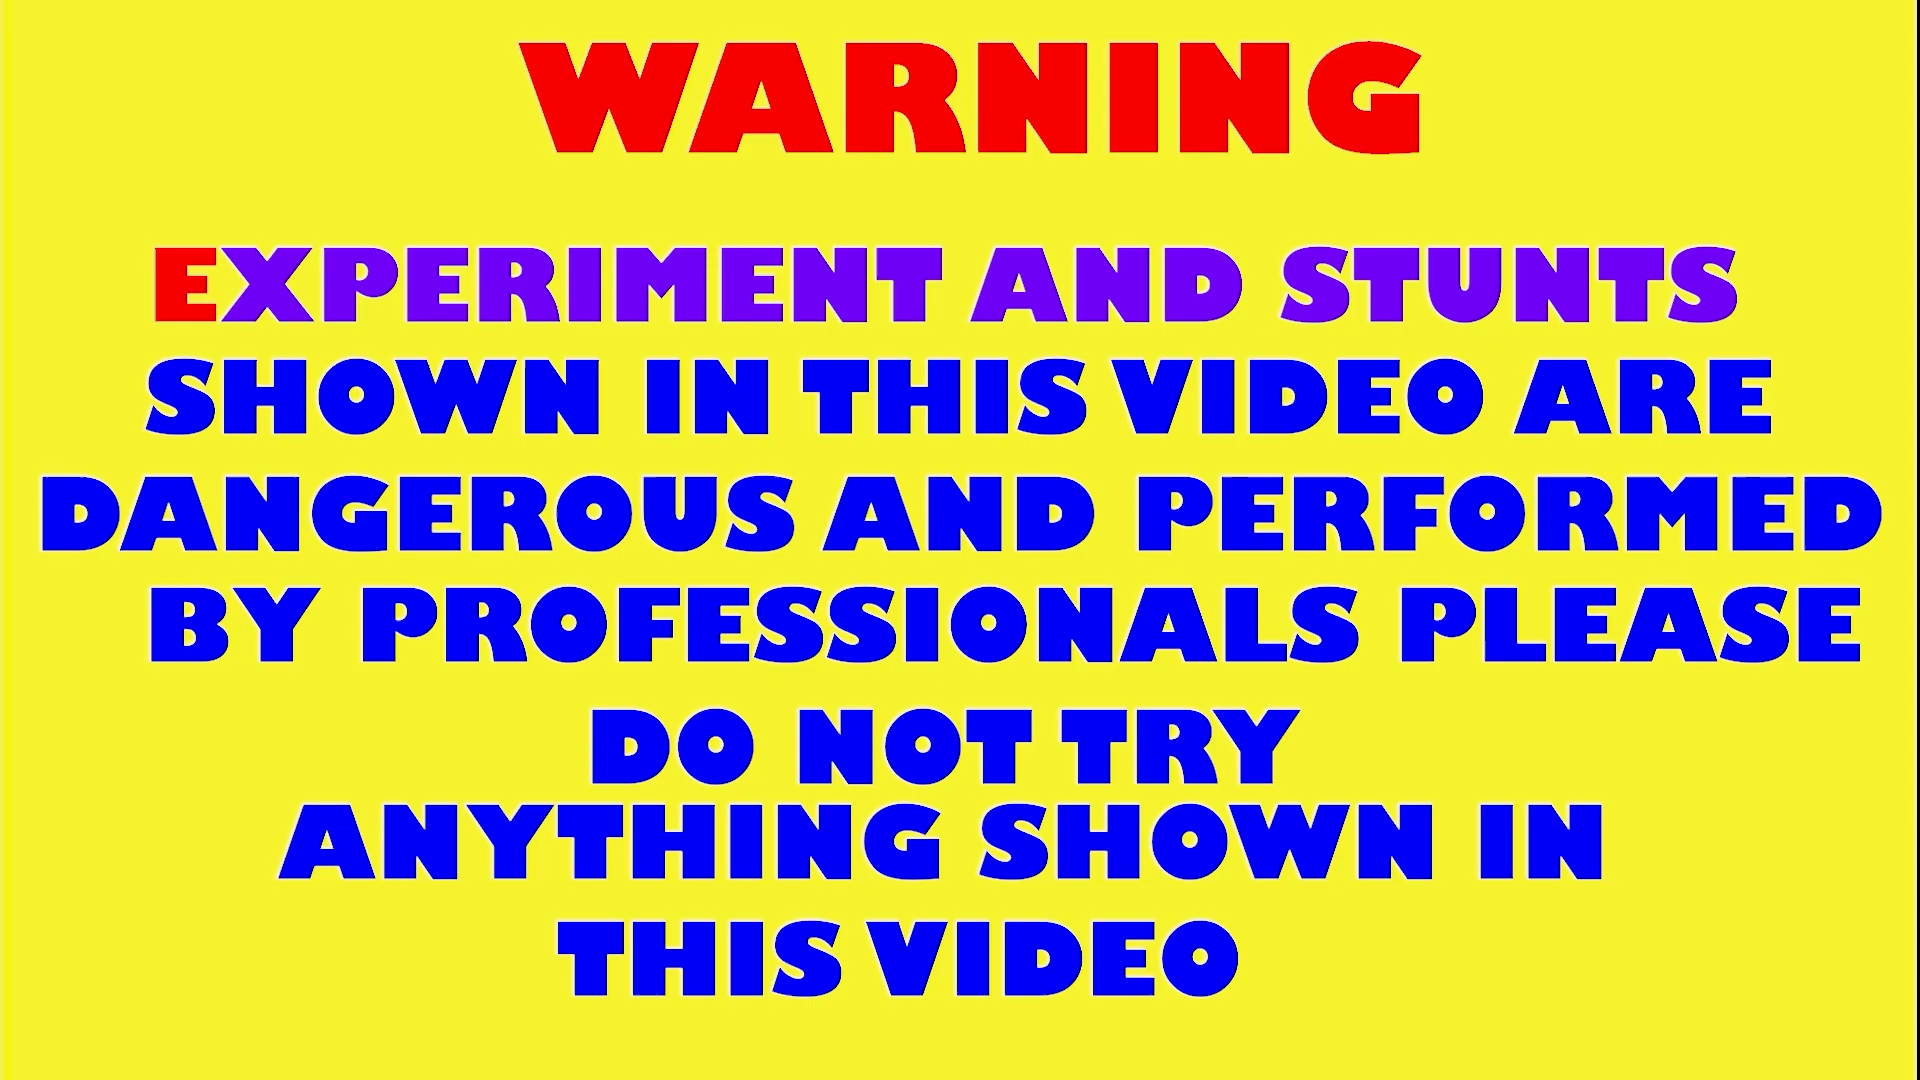 WARNING
EXPERIMENT AND STUNTS
SHOWN IN THIS VIDEO ARE
DANGEROUS AND PERFORMED
BY PROFESSIONALS PLEASE
DO NOT TRY
ANYTHING SHOWN IN
THIS VIDEO